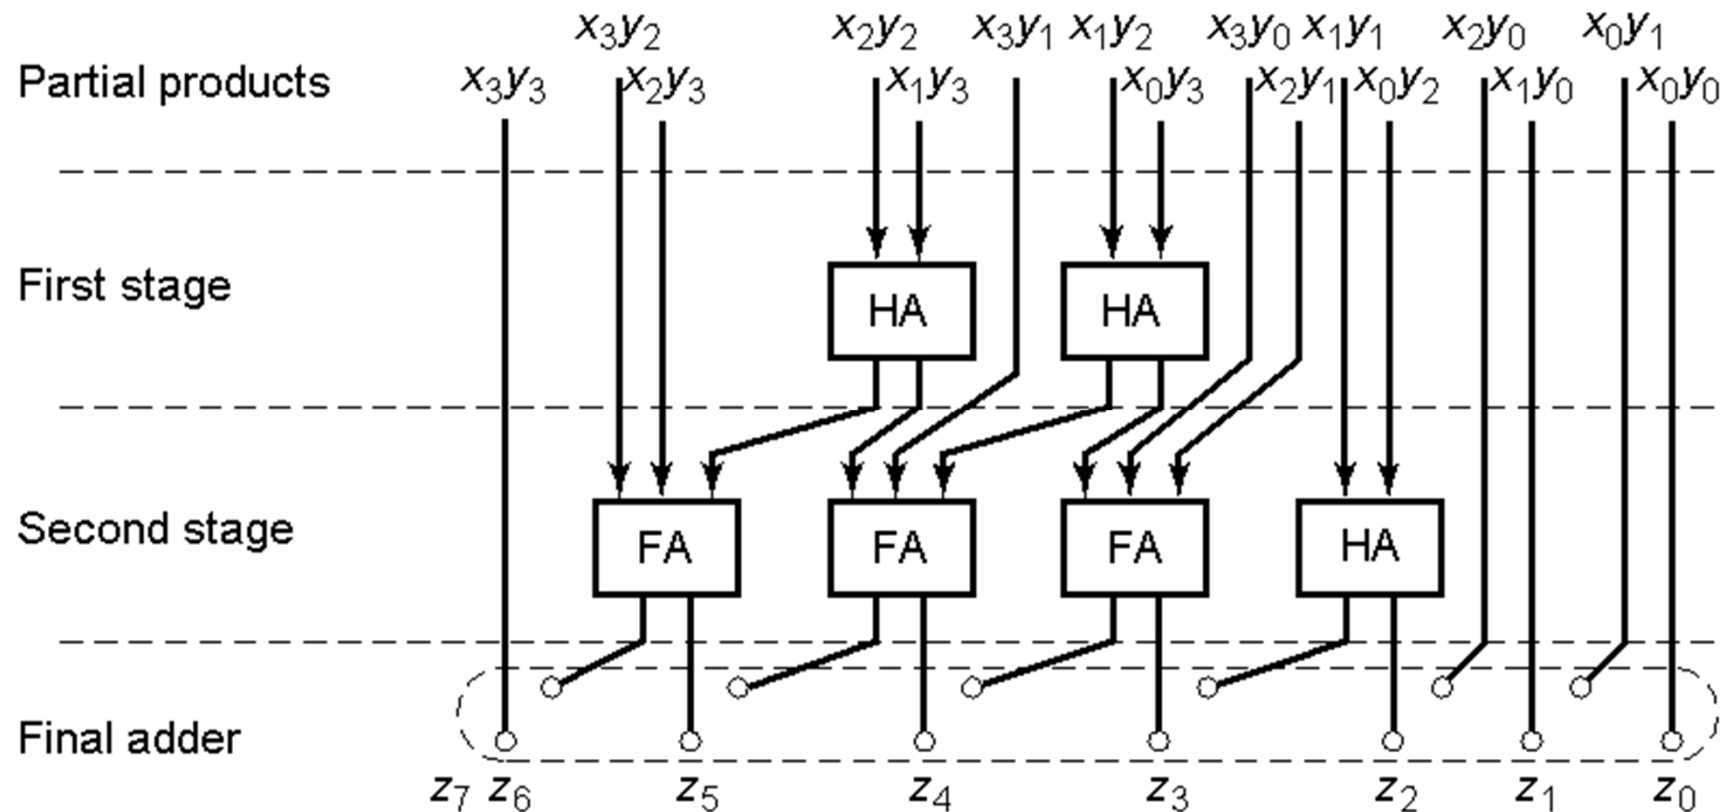 x₃y₂ x₂y₂ x₃y₁ x₁y₂ x₃y₀ x₁y₁ x₂y₀ x₀y₁
Partial products x₃y₃ x₂y₃ x₁y₃ x₀y₃ x₂y₁ x₀y₂ x₁y₀ x₀y₀
First stage HA HA
Second stage FA FA FA HA
Final adder
z₇ z₆ z₅ z₄ z₃ z₂ z₁ z₀